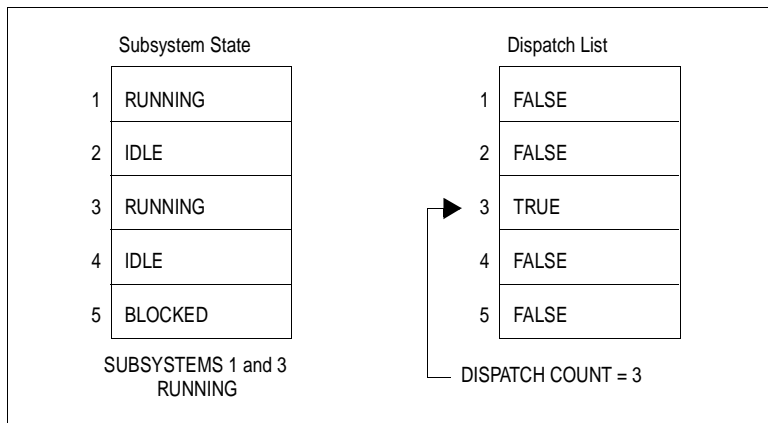 Subsystem State
1 RUNNING
2 IDLE
3 RUNNING
4 IDLE
5 BLOCKED
SUBSYSTEMS 1 and 3
RUNNING
Dispatch List
1 FALSE
2 FALSE
3 TRUE
4 FALSE
5 FALSE
DISPATCH COUNT = 3